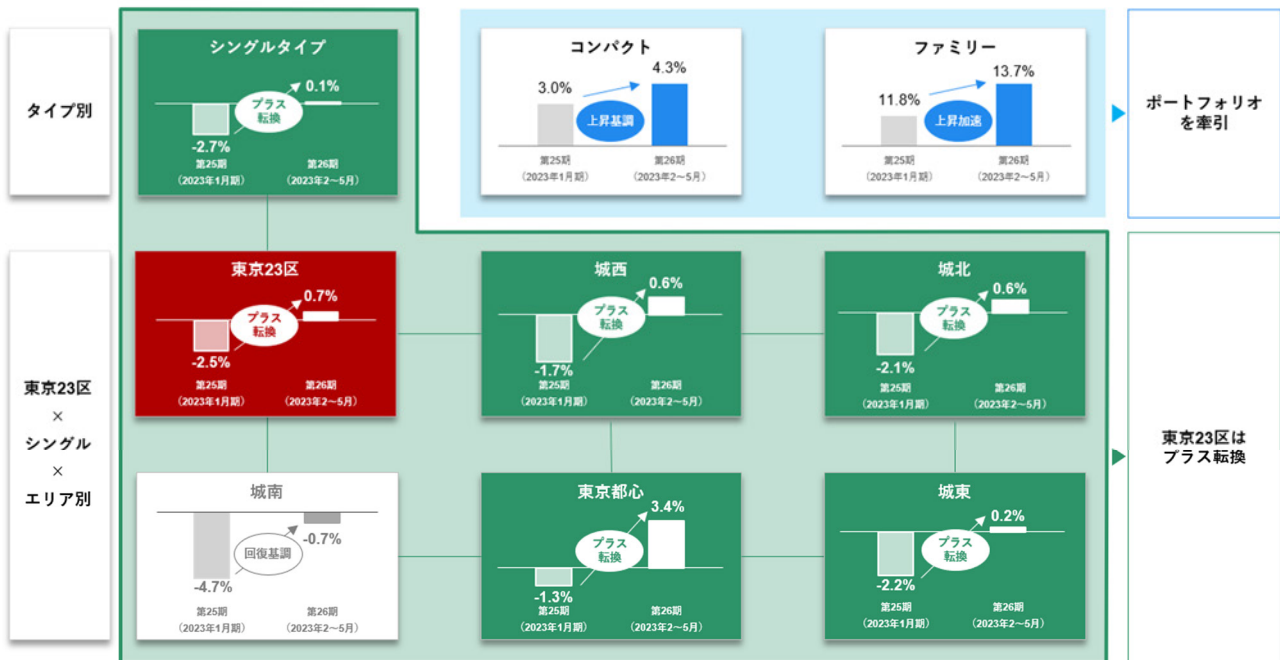 タイプ別
シングルタイプ
0.1%
プラス
転換
-2.7%
第25期
(2023年1月期)
第26期
(2023年2～5月)
コンパクト
3.0%
4.3%
上昇基調
第25期
(2023年1月期)
第26期
(2023年2～5月)
ファミリー
11.8%
13.7%
上昇加速
第25期
(2023年1月期)
第26期
(2023年2～5月)
ポートフォリオ
を牽引
東京23区
×
シングル
×
エリア別
東京23区
0.7%
プラス
転換
-2.5%
第25期
(2023年1月期)
第26期
(2023年2～5月)
城西
0.6%
プラス
転換
-1.7%
第25期
(2023年1月期)
第26期
(2023年2～5月)
城北
0.6%
プラス
転換
-2.1%
第25期
(2023年1月期)
第26期
(2023年2～5月)
城南
-0.7%
回復基調
-4.7%
第25期
(2023年1月期)
第26期
(2023年2～5月)
東京都心
3.4%
プラス
転換
-1.3%
第25期
(2023年1月期)
第26期
(2023年2～5月)
城東
0.2%
プラス
転換
-2.2%
第25期
(2023年1月期)
第26期
(2023年2～5月)
東京23区は
プラス転換